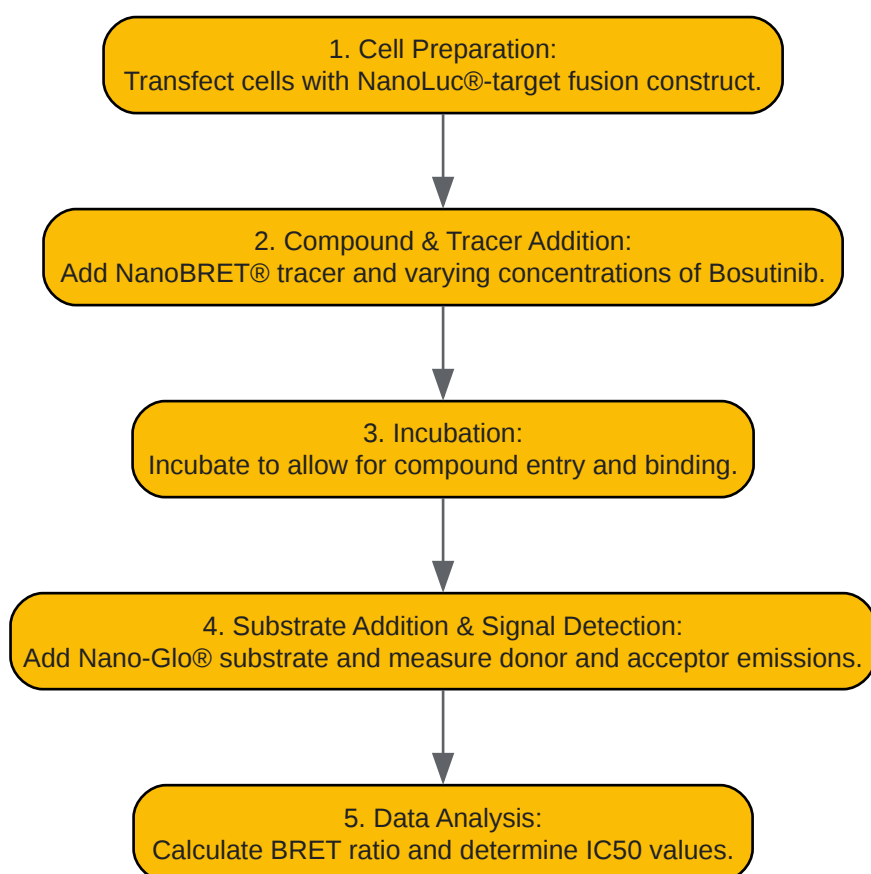 1. Cell Preparation:
Transfect cells with NanoLuc®-target fusion construct.
2. Compound & Tracer Addition:
Add NanoBRET® tracer and varying concentrations of Bosutinib.
3. Incubation:
Incubate to allow for compound entry and binding.
4. Substrate Addition & Signal Detection:
Add Nano-Glo® substrate and measure donor and acceptor emissions.
5. Data Analysis:
Calculate BRET ratio and determine IC50 values.